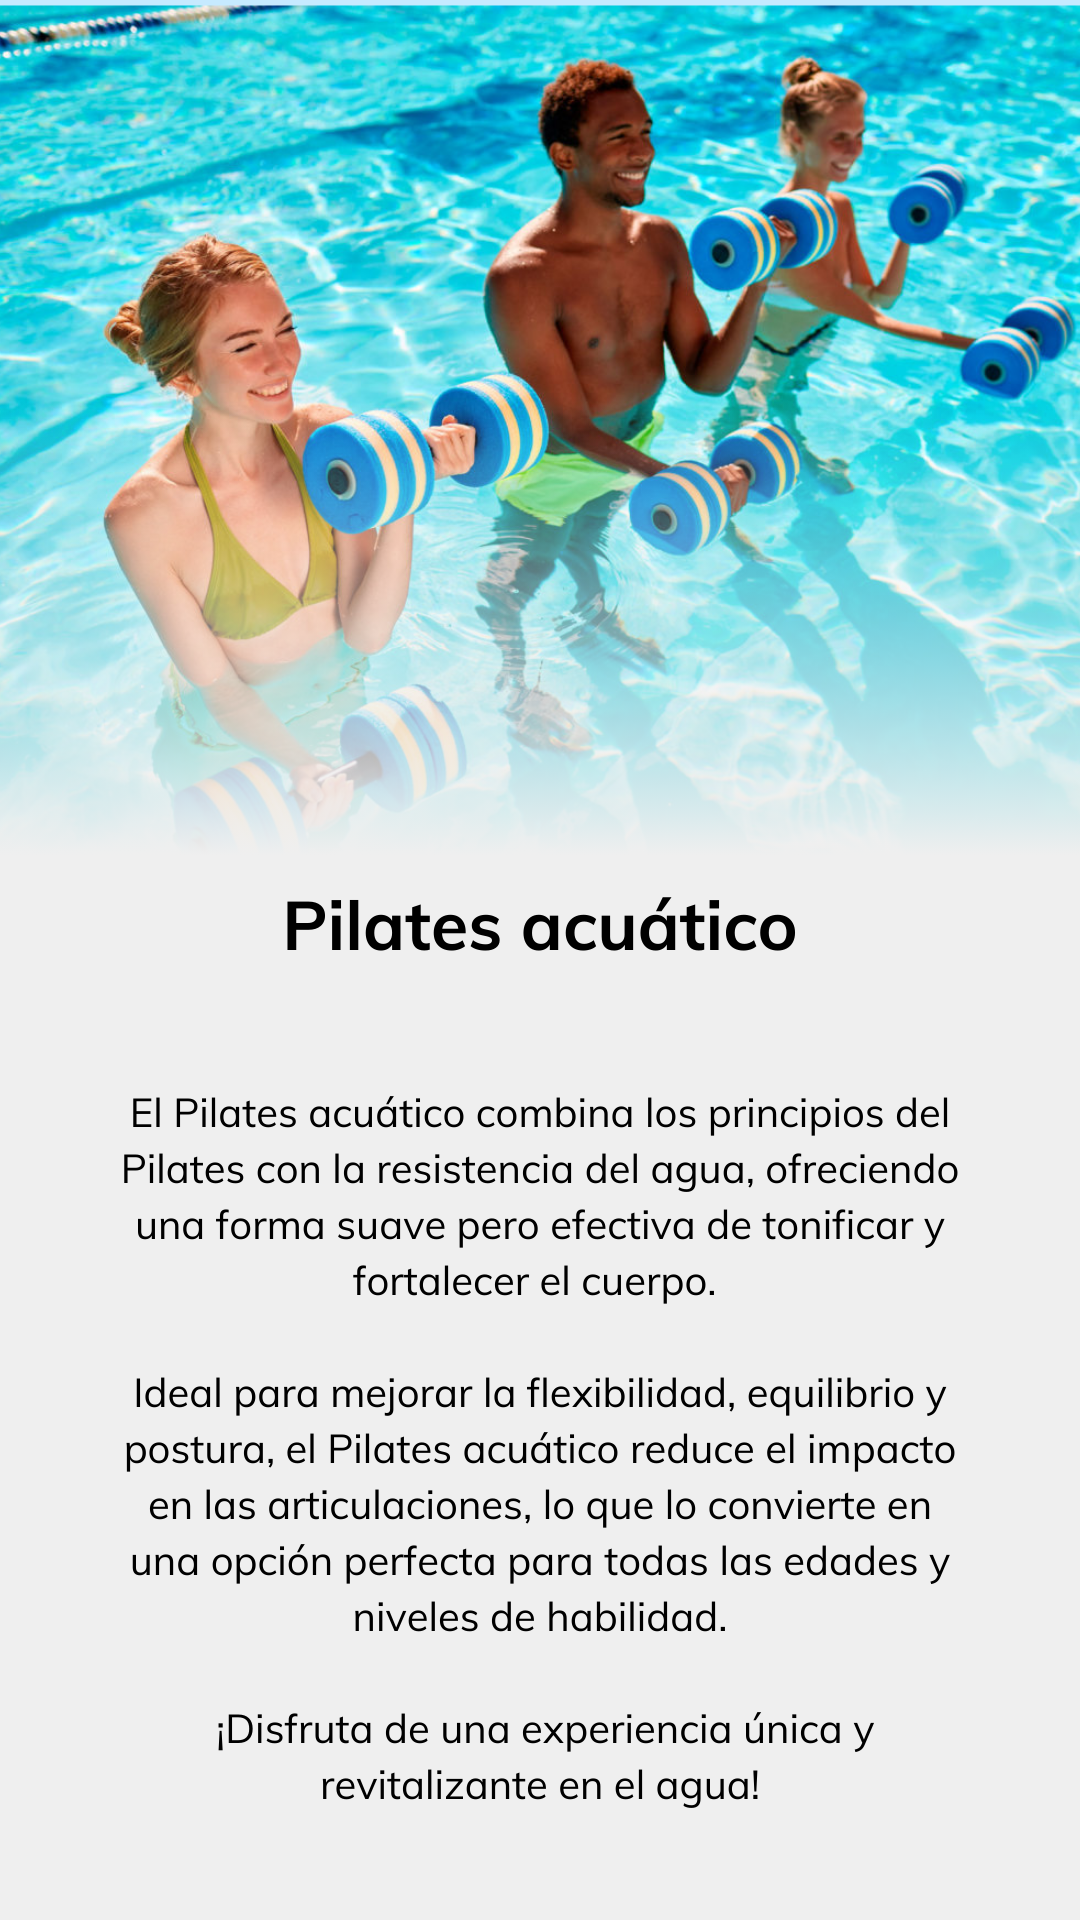 Pilates acuático
El Pilates acuático combina los principios del
Pilates con la resistencia del agua, ofreciendo
una forma suave pero efectiva de tonificar y
fortalecer el cuerpo.
Ideal para mejorar la flexibilidad, equilibrio y
postura, el Pilates acuático reduce el impacto
en las articulaciones, lo que lo convierte en
una opción perfecta para todas las edades y
niveles de habilidad.
¡Disfruta de una experiencia única y
revitalizante en el agua!